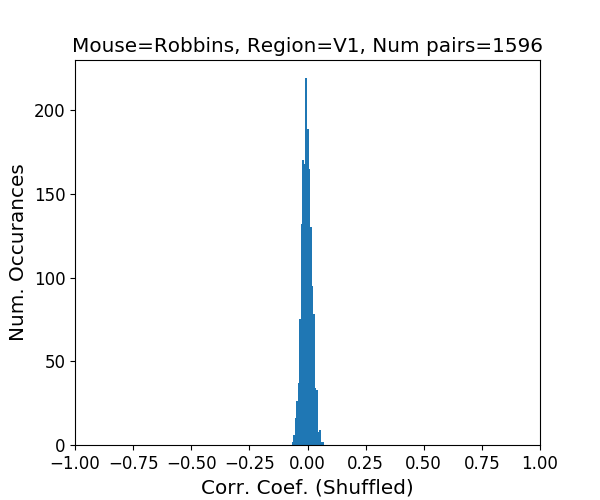 Mouse=Robbins, Region=V1, Num pairs=1596
Num. Occurances
200
150
100
50
0
−1.00 −0.75 −0.50 −0.25 0.00 0.25 0.50 0.75 1.00
Corr. Coef. (Shuffled)